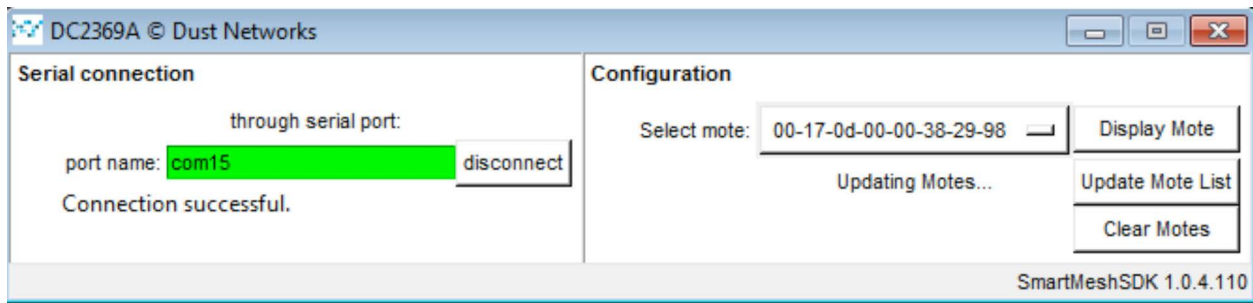 DC2369A © Dust Networks
Serial connection
through serial port:
port name: com15 disconnect
Connection successful.
Configuration
Select mote: 00-17-0d-00-00-38-29-98 Display Mote
Updating Motes... Update Mote List
Clear Motes
SmartMeshSDK 1.0.4.110